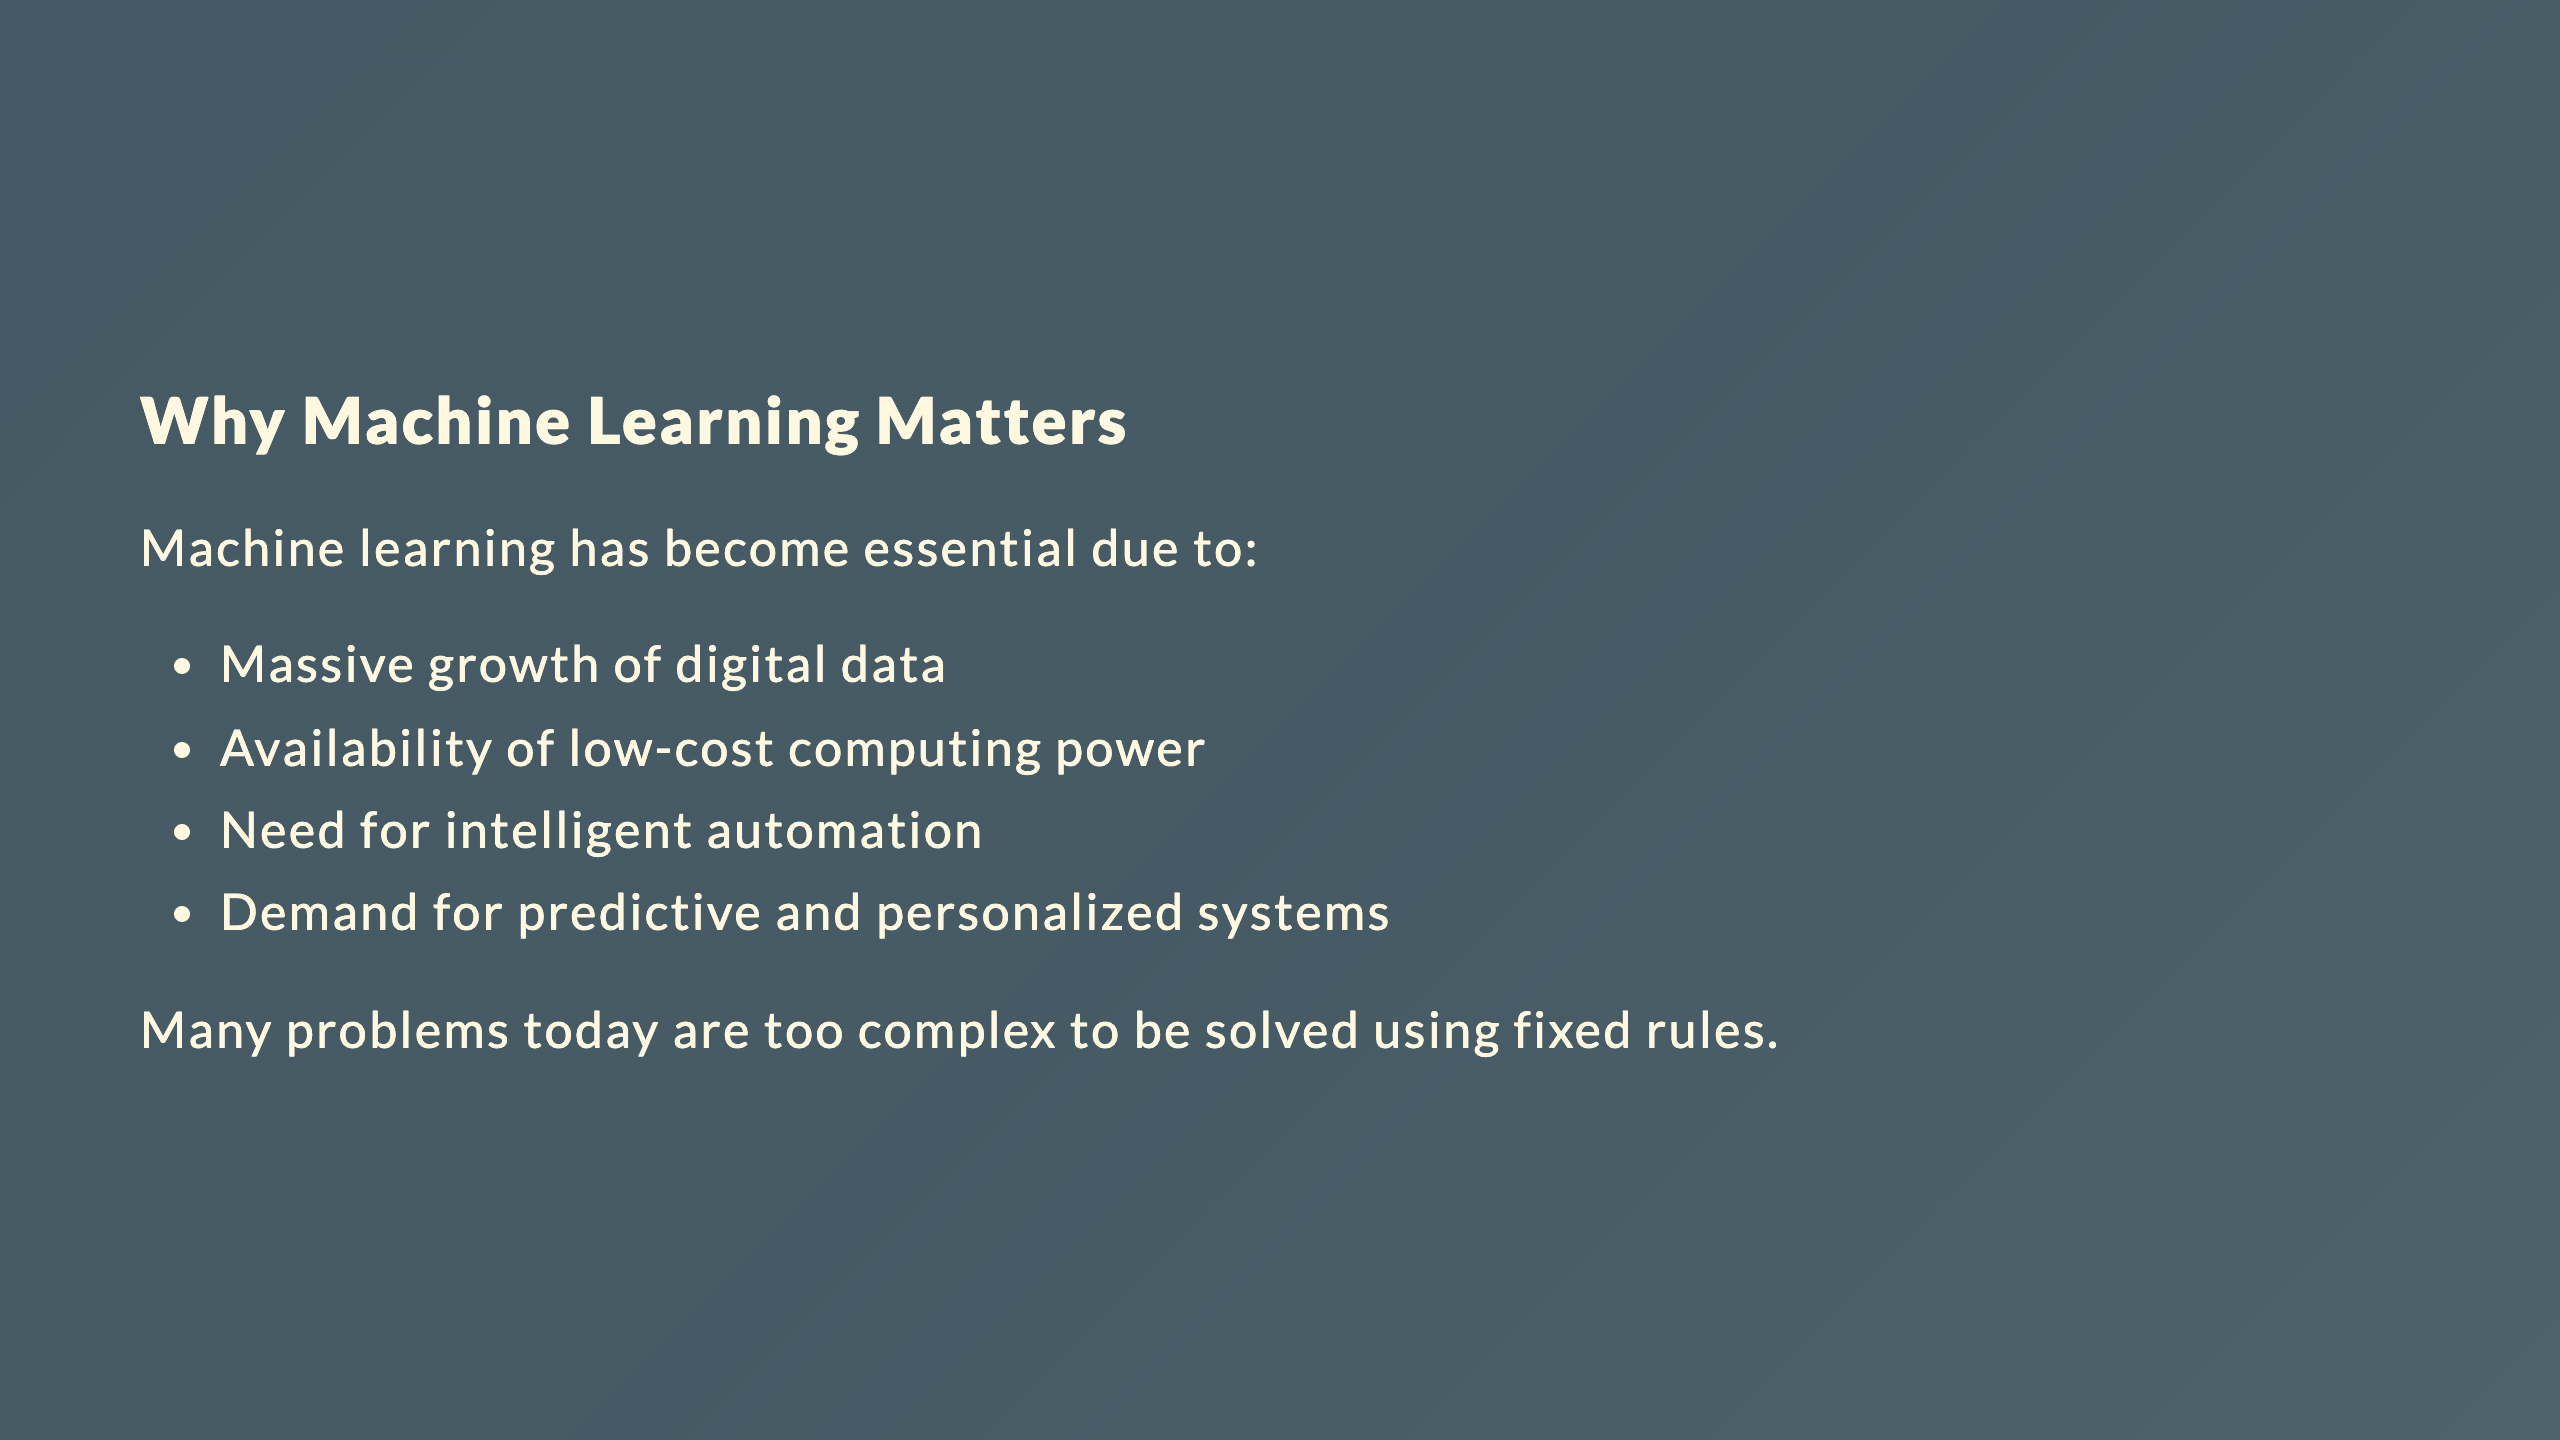 Why Machine Learning Matters
Machine learning has become essential due to:
• Massive growth of digital data
• Availability of low-cost computing power
• Need for intelligent automation
• Demand for predictive and personalized systems
Many problems today are too complex to be solved using fixed rules.